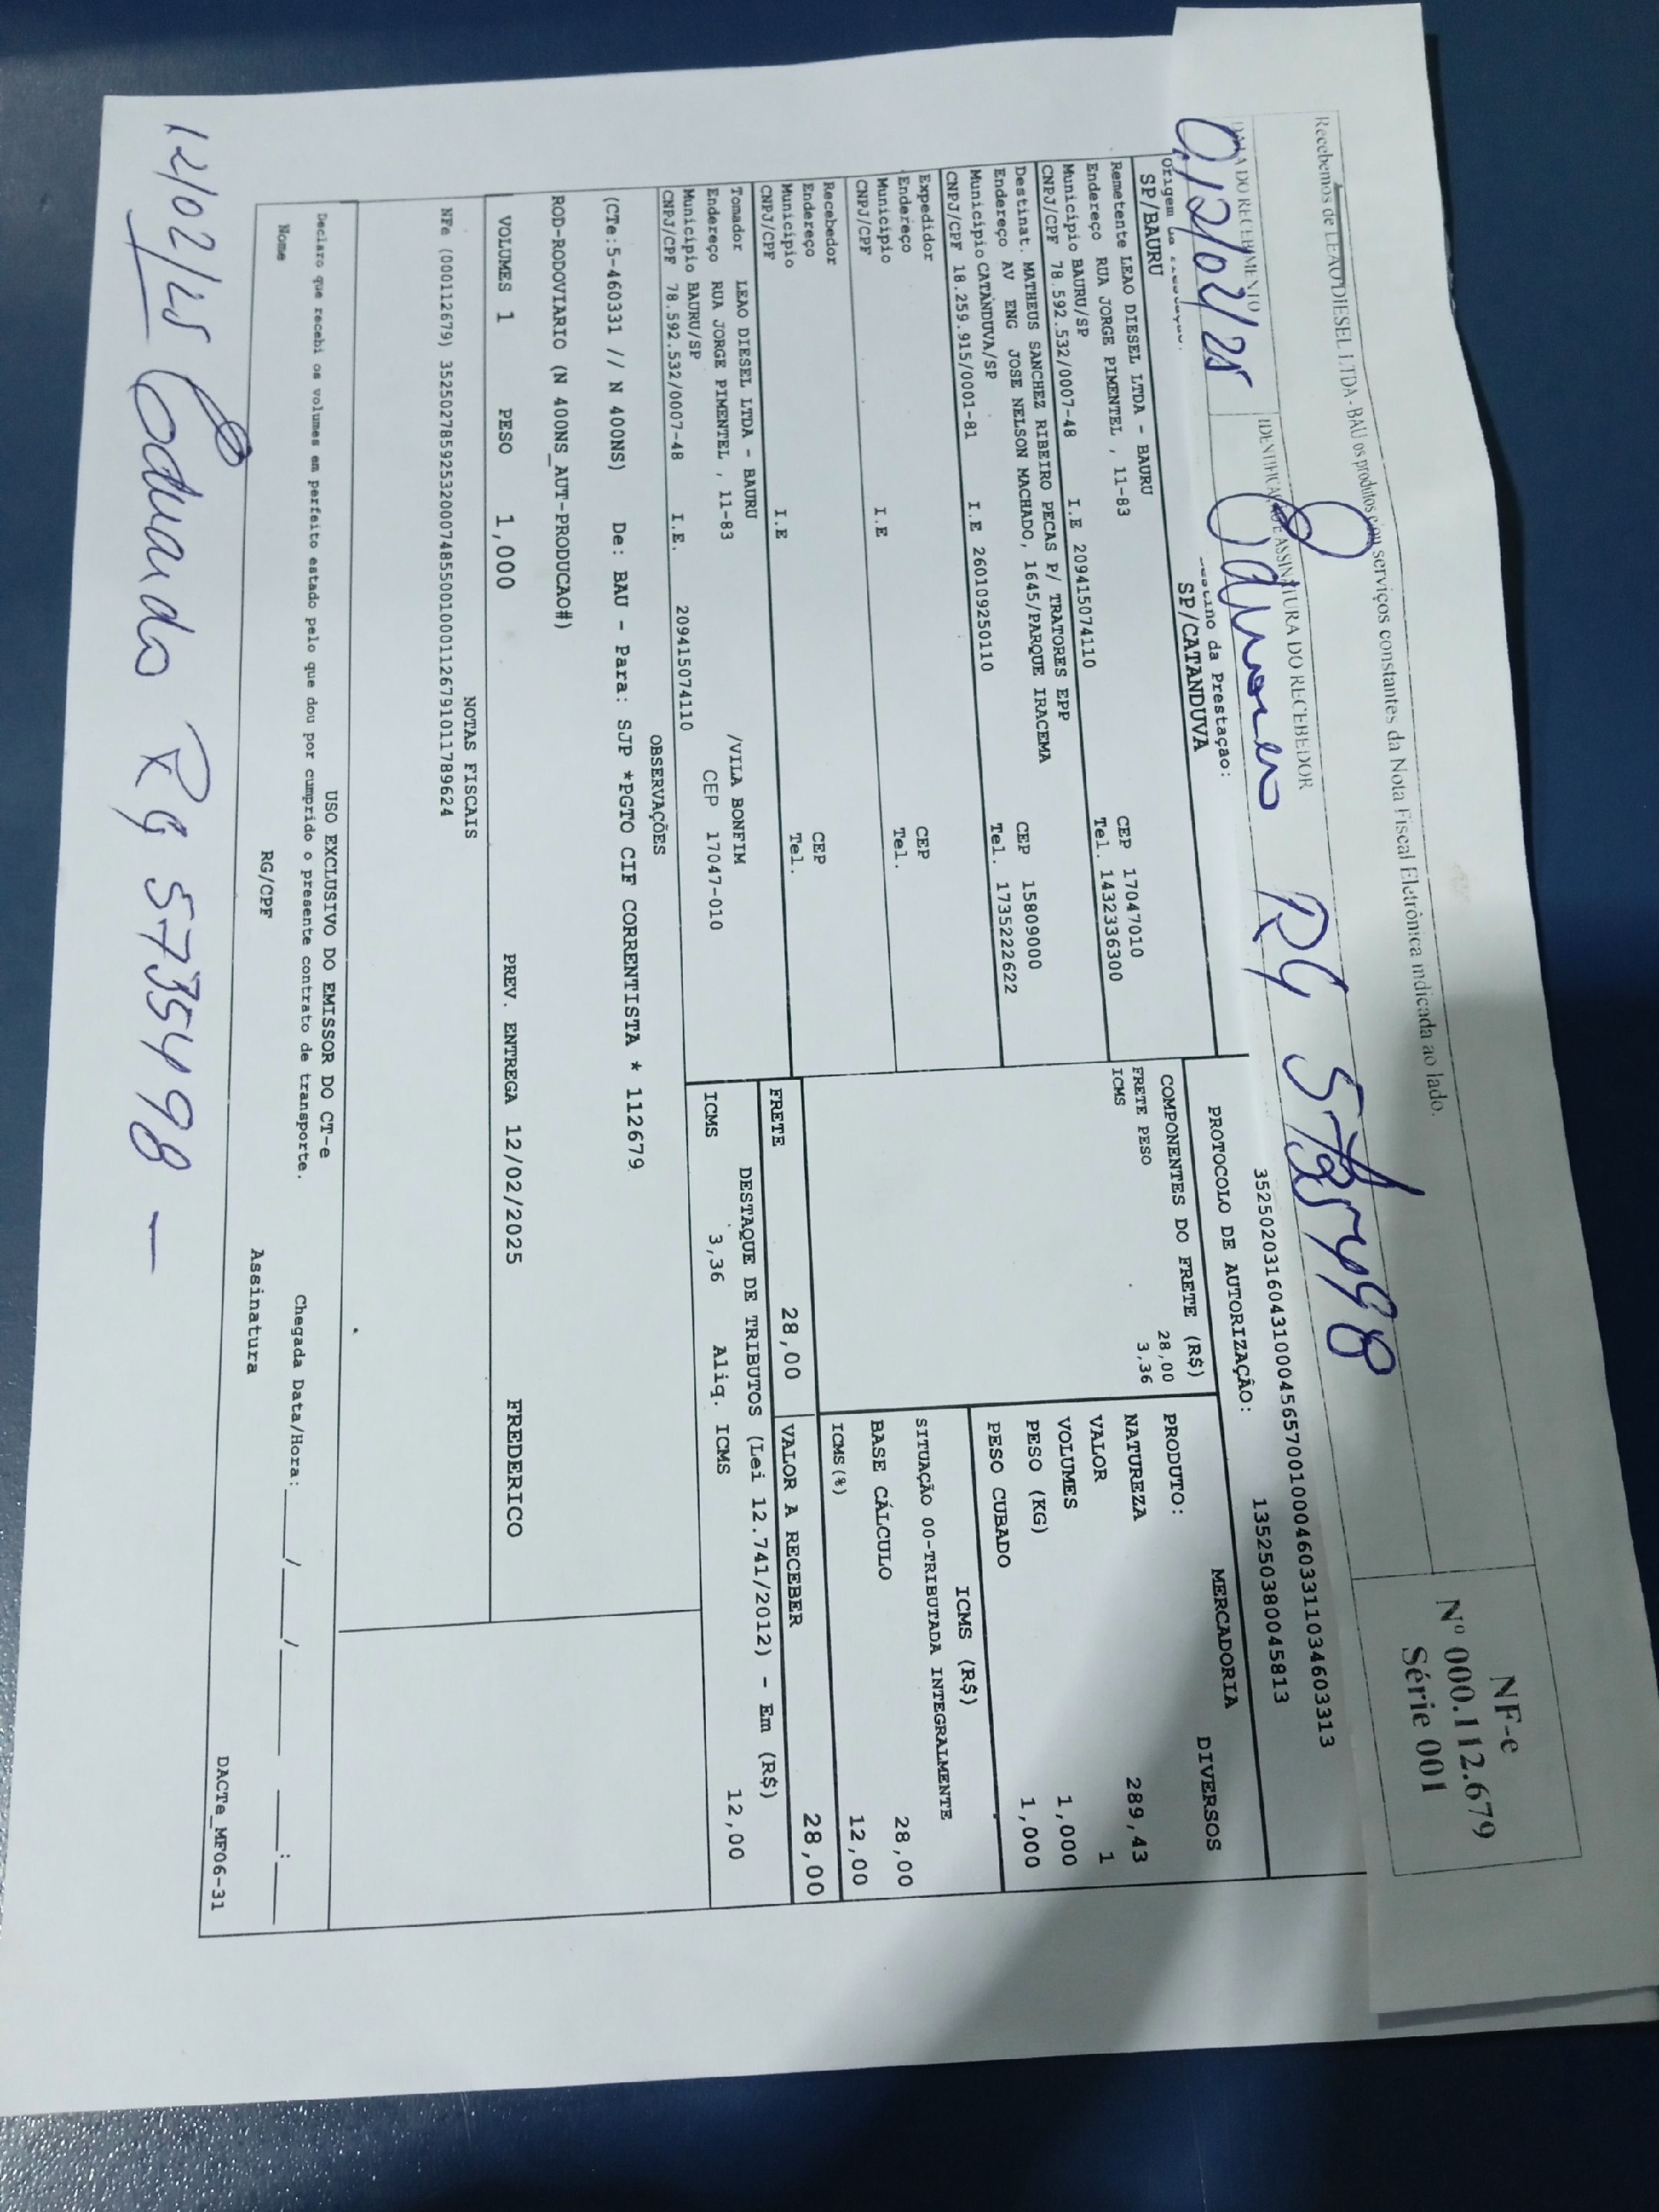 Recebemos de LEAO DIESEL LTDA - BAU os produtos e/ou serviços constantes da Nota Fiscal Eletrônica indicada ao lado.
NF-e
Nº 000.112.679
Série 001
DATA DO RECEBIMENTO
IDENTIFICAÇÃO E ASSINATURA DO RECEBEDOR
12/02/25
RG
35250203160431000456570010004603311034603313
135250380045813
Origem da Prestação:
SP/BAURU
Destino da Prestação:
SP/CATANDUVA
PROTOCOLO DE AUTORIZAÇÂO:
Remetente LEAO DIESEL LTDA - BAURU
Endereço RUA JORGE PIMENTEL , 11-83
CEP 17047010
Município BAURU/SP
Tel. 1432336300
CNPJ/CPF 78.592.532/0007-48 I.E 209415074110
Destinat. MATHEUS SANCHEZ RIBEIRO PECAS P/ TRATORES EPP
Endereço AV ENG JOSE NELSON MACHADO, 1645/PARQUE IRACEMA
CEP 15809000
Município CATANDUVA/SP
Tel. 1735222622
CNPJ/CPF 18.259.915/0001-81 I.E 260109250110
Expedidor
Endereço CEP
Município Tel.
CNPJ/CPF I.E
Recebedor
Endereço CEP
Município Tel.
CNPJ/CPF I.E
Tomador LEAO DIESEL LTDA - BAURU
Endereço RUA JORGE PIMENTEL , 11-83 /VILA BONFIM
Município BAURU/SP CEP 17047-010
CNPJ/CPF 78.592.532/0007-48 I.E. 209415074110
COMPONENTES DO FRETE (R$)
FRETE PESO 28,00
ICMS 3,36
MERCADORIA
PRODUTO: DIVERSOS
NATUREZA
VALOR 289,43
VOLUMES 1
PESO (KG) 1,000
PESO CUBADO 1,000
ICMS (R$)
SITUAÇÃO 00-TRIBUTADA INTEGRALMENTE
BASE CÁLCULO 28,00
ICMS(%) 12,00
FRETE 28,00
VALOR A RECEBER 28,00
DESTAQUE DE TRIBUTOS (Lei 12.741/2012) - Em (R$)
ICMS 3,36 Aliq. ICMS 12,00
OBSERVAÇÕES
(CTe:5-460331 // N 400NS) De: BAU - Para: SJP *PGTO CIF CORRENTISTA * 112679
ROD-RODOVIARIO (N 400NS_AUT-PRODUCAO#)
VOLUMES 1 PESO 1,000 PREV. ENTREGA 12/02/2025 FREDERICO
NOTAS FISCAIS
NFe (000112679) 35250278592532000748550010001126791011789624
USO EXCLUSIVO DO EMISSOR DO CT-e
Declaro que recebi os volumes em perfeito estado pelo que dou por cumprido o presente contrato de transporte.
Chegada Data/Hora: ____/____/____ ____:____
Nome RG/CPF Assinatura
DACTe_MF06-31
12/02/25 Eduardo RG 57354498